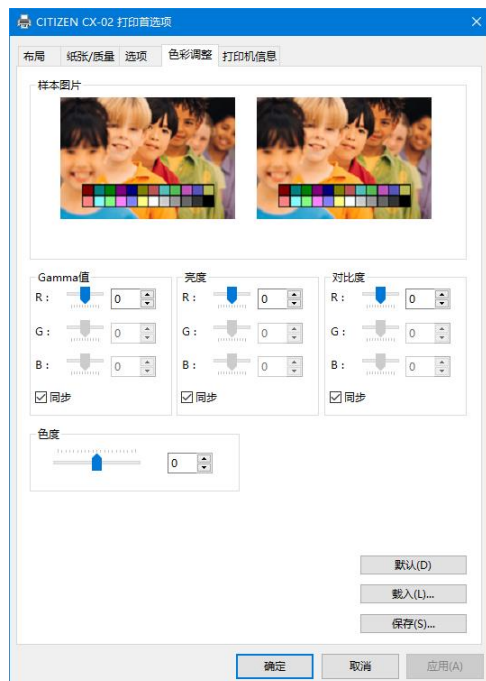 CITIZEN CX-02 打印首选项
布局 纸张/质量 选项 色彩调整 打印机信息
样本图片
Gamma值 亮度 对比度
R： 0 R： 0 R： 0
G： 0 G： 0 G： 0
B： 0 B： 0 B： 0
同步 同步 同步
色度
0
默认(D)
载入(L)...
保存(S)...
确定 取消 应用(A)